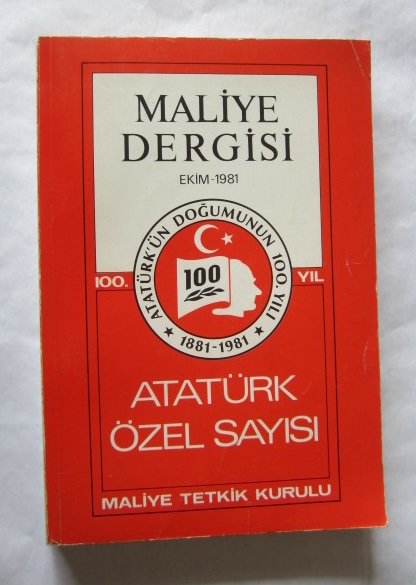 MALİYE
DERGİSİ
EKİM-1981
ATATÜRK'ÜN DOĞUMUNUN 100. YILI
100
★ 1881-1981 ★
100. YIL
ATATÜRK
ÖZEL SAYISI
MALİYE TETKİK KURULU